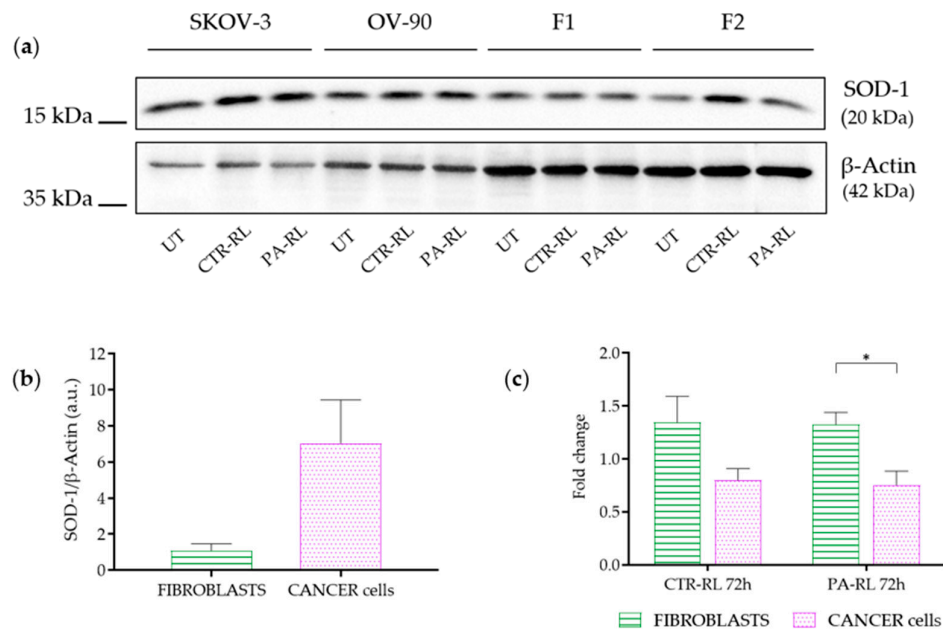 SKOV-3 OV-90 F1 F2
(a)
SOD-1
15 kDa (20 kDa)
β-Actin
35 kDa (42 kDa)
UT CTR-RL PA-RL UT CTR-RL PA-RL UT CTR-RL PA-RL UT CTR-RL PA-RL
(b)
SOD-1/β-Actin (a.u.)
12
10
8
6
4
2
0
FIBROBLASTS CANCER cells
(c)
Fold change
2.0
1.5
1.0
0.5
0.0
*
CTR-RL 72h PA-RL 72h
FIBROBLASTS CANCER cells